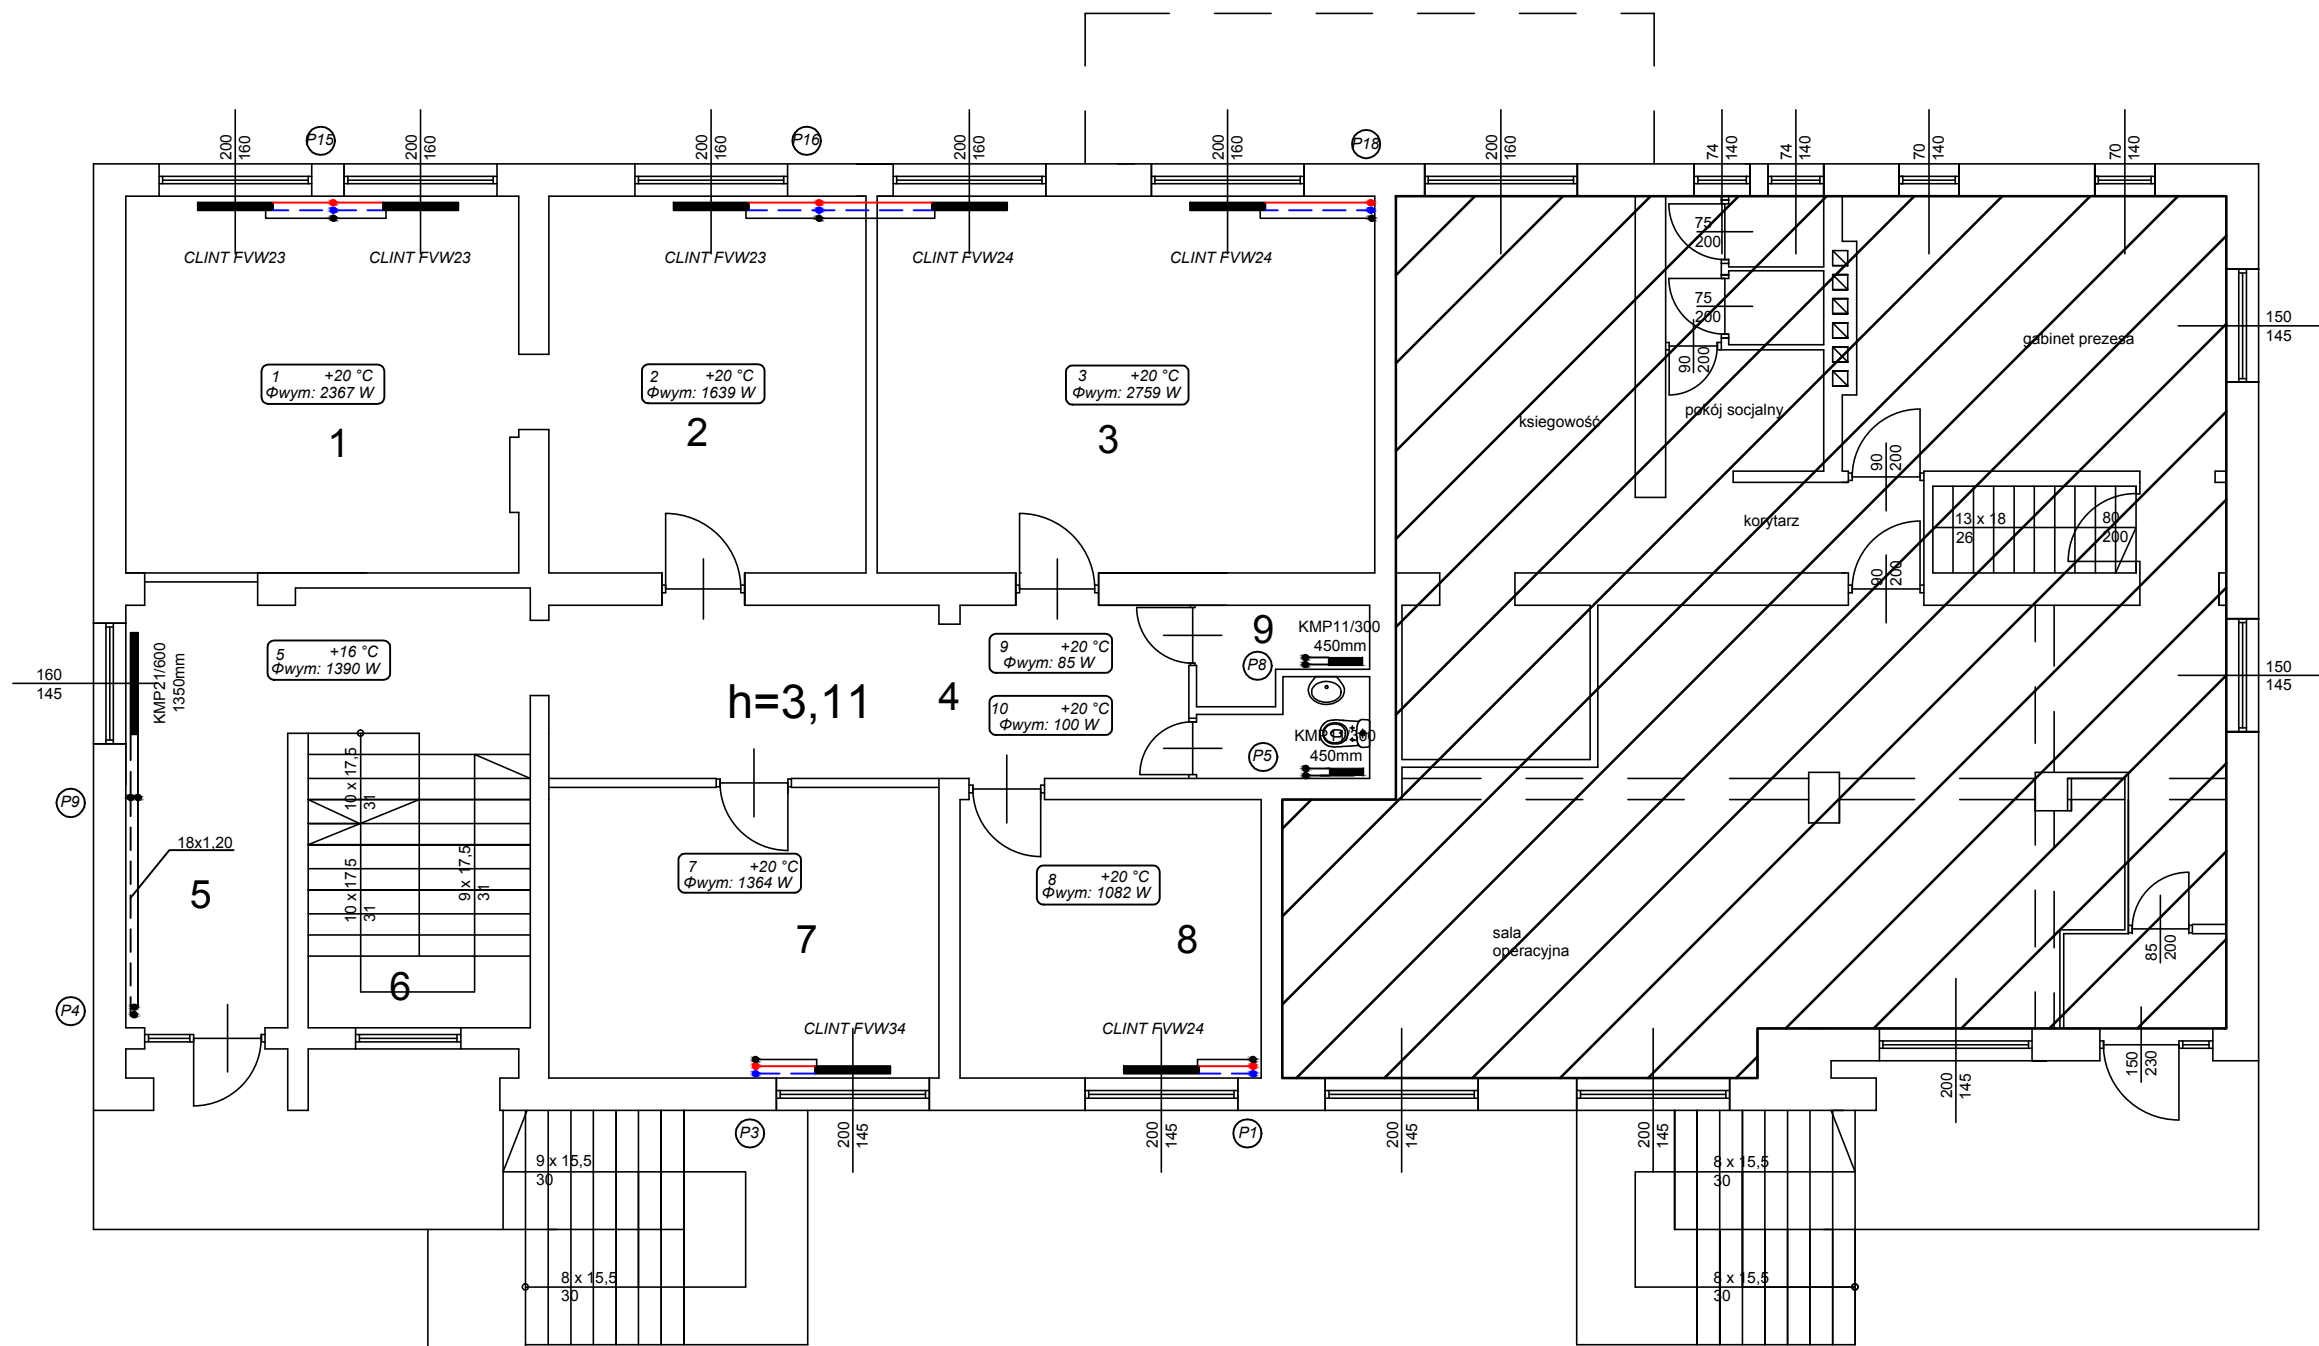 P15
P16
P18
200
160
200
160
200
160
200
160
200
160
200
160
74
140
74
140
70
140
70
140
CLINT FVW23
CLINT FVW23
CLINT FVW23
CLINT FVW24
CLINT FVW24
75
200
75
200
90
200
150
145
gabinet prezesa
1 +20 °C
Φwym: 2367 W
2 +20 °C
Φwym: 1639 W
3 +20 °C
Φwym: 2759 W
1
2
3
ksiegowość
pokój socjalny
90
200
korytarz
13 x 18
26
80
200
90
200
5 +16 °C
Φwym: 1390 W
9 +20 °C
Φwym: 85 W
10 +20 °C
Φwym: 100 W
9
KMP11/300
450mm
P8
160
145
KMP21/600
1350mm
h=3,11
4
150
145
KMP11/300
450mm
P5
P9
10 x 17,5
31
18x1,20
10 x 17,5
31
9 x 17,5
31
5
6
7 +20 °C
Φwym: 1364 W
8 +20 °C
Φwym: 1082 W
7
8
sala
operacyjna
85
200
P4
CLINT FVW34
CLINT FVW24
P3
P1
200
145
200
145
200
145
200
145
200
145
150
230
9 x 15,5
30
8 x 15,5
30
8 x 15,5
30
8 x 15,5
30